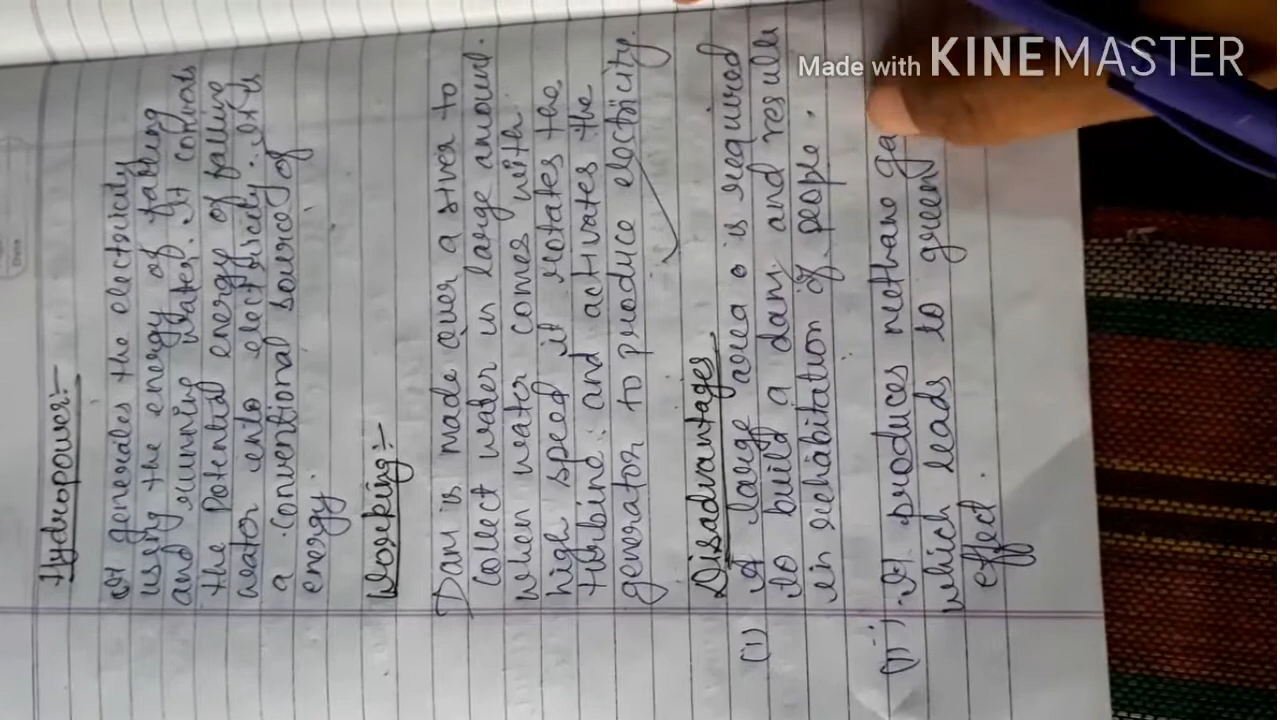 Hydropower:-
It generates the electricity
using the energy of falling
and running water. It converts
the potential energy of falling
water into electricity. It is
a conventional source of
energy.
Working:-
Dam is made over a river to
collect water in large amount.
When water comes with
high speed it rotates the
turbine and activates the
generator to produce electricity.
Disadvantages
(i) A large area is required
to build a dam and results
in rehabitation of people.
(ii) It produces methane ga
which leads to green
effect.
Made with KINEMASTER